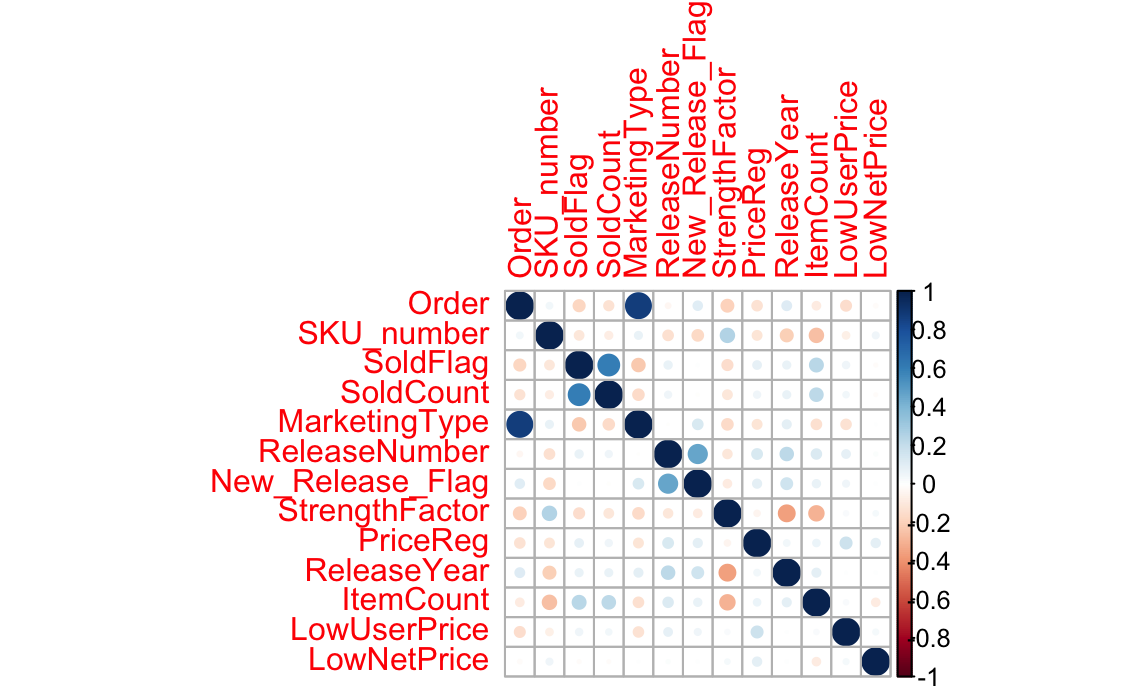 Order
SKU_number
SoldFlag
SoldCount
MarketingType
ReleaseNumber
New_Release_Flag
StrengthFactor
PriceReg
ReleaseYear
ItemCount
LowUserPrice
LowNetPrice
Order
SKU_number
SoldFlag
SoldCount
MarketingType
ReleaseNumber
New_Release_Flag
StrengthFactor
PriceReg
ReleaseYear
ItemCount
LowUserPrice
LowNetPrice
1
0.8
0.6
0.4
0.2
0
-0.2
-0.4
-0.6
-0.8
-1